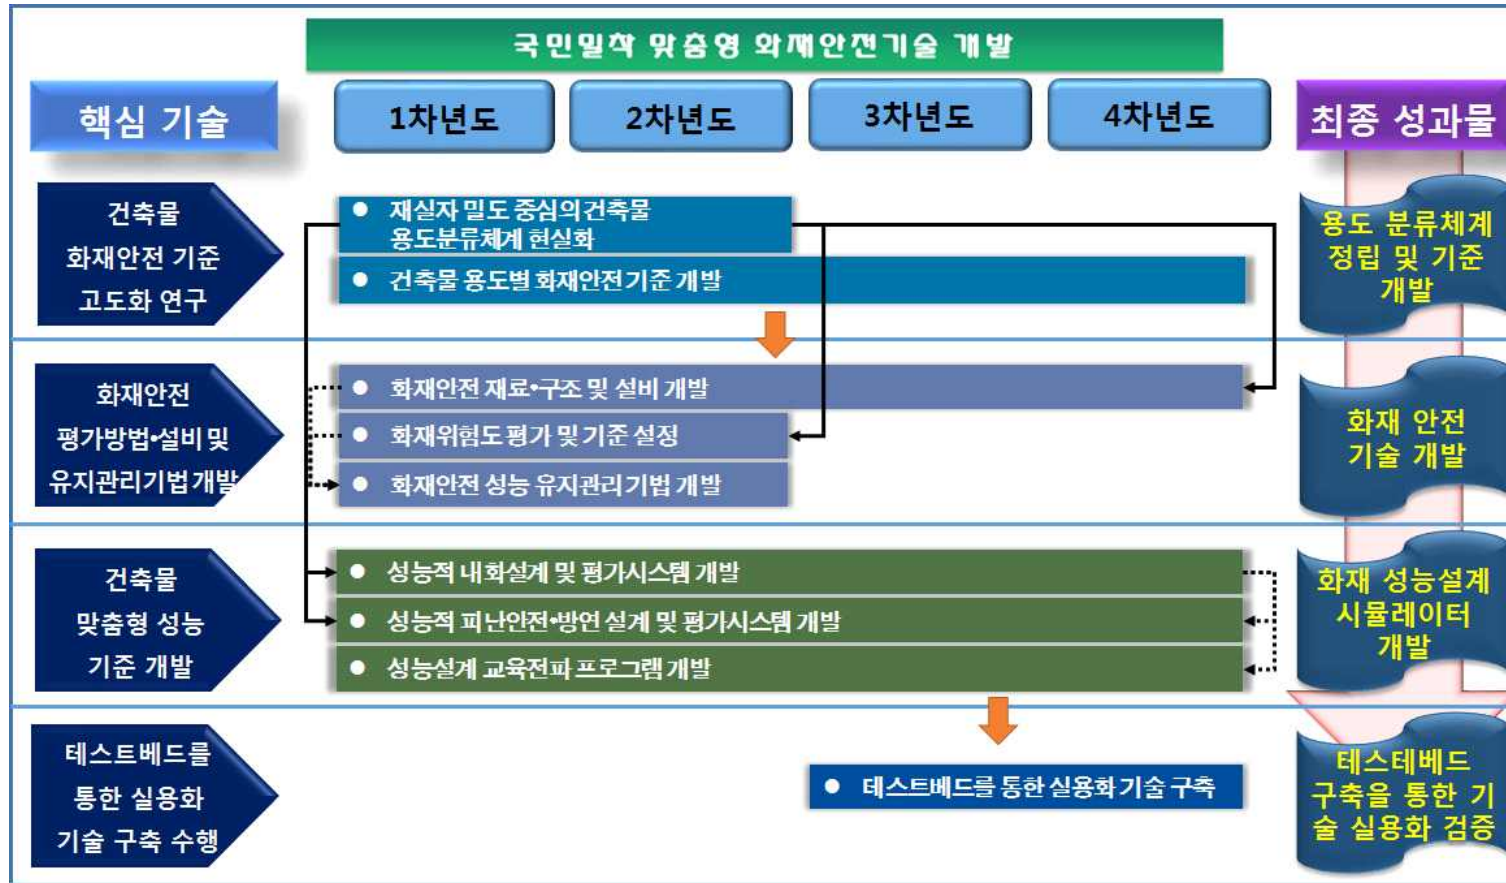 국민밀착 맞춤영 화재안전기술 개발
핵심 기술
1차년도
2차년도
3차년도
4차년도
최종 성과물
건축물
화재안전 기준
고도화 연구
● 재실자 밀도 중심의 건축물
용도분류체계 현실화
● 건축물 용도별 화재안전 기준 개발
용도 분류체계
정립 및 기준
개발
화재안전
평가방법•설비 및
유지관리기법 개발
● 화재안전 재료•구조 및 설비 개발
● 화재위험도 평가 및 기준 설정
● 화재안전 성능 유지관리 기법 개발
화재 안전
기술 개발
건축물
맞춤형 성능
기준 개발
● 성능적 내화설계 및 평가시스템 개발
● 성능적 피난안전•방연 설계 및 평가시스템 개발
● 성능설계 교육전파 프로그램 개발
화재 성능설계
시뮬레이터
개발
테스트베드를
통한 실용화
기술 구축 수행
● 테스트베드를 통한 실용화 기술 구축
테스테베드
구축을 통한 기
술 실용화 검증